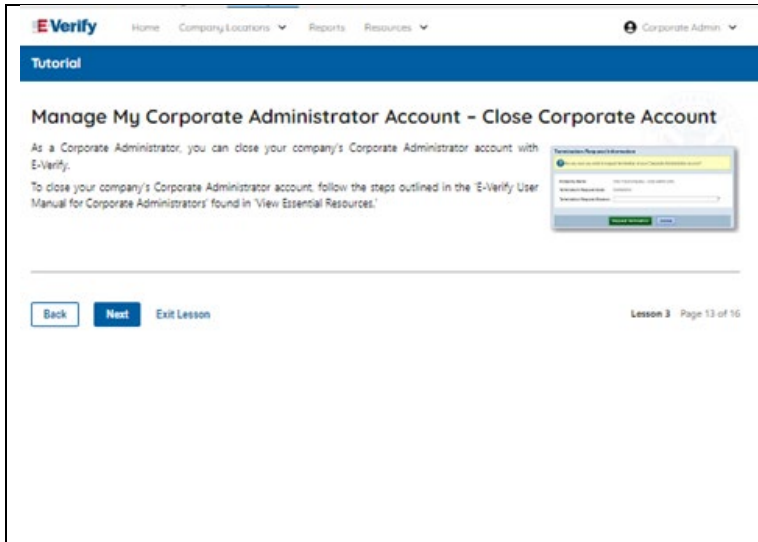 E-Verify Home Company Locations Reports Resources Corporate Admin
Tutorial
Manage My Corporate Administrator Account – Close Corporate Account
As a Corporate Administrator, you can close your company's Corporate Administrator account with
E-Verify.
To close your company's Corporate Administrator account, follow the steps outlined in the 'E-Verify User
Manual for Corporate Administrators' found in 'View Essential Resources.'
Termination Request Information
Back Next Exit Lesson Lesson 3 Page 13 of 16